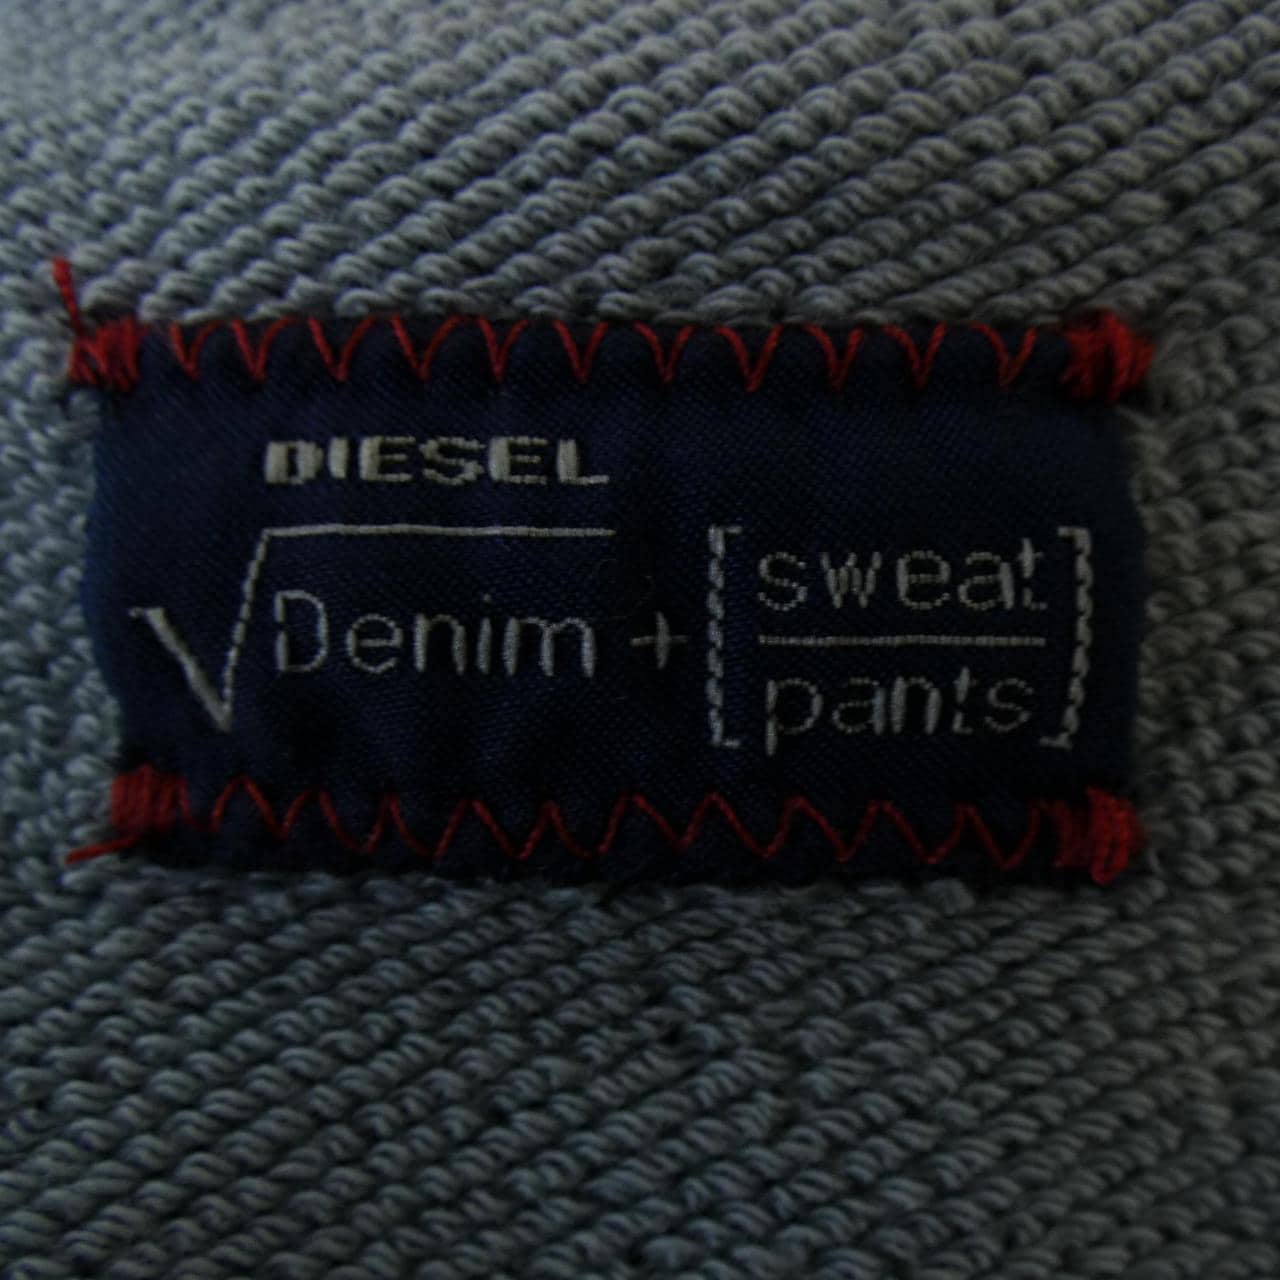 DIESEL
√Denim + [sweat
pants]